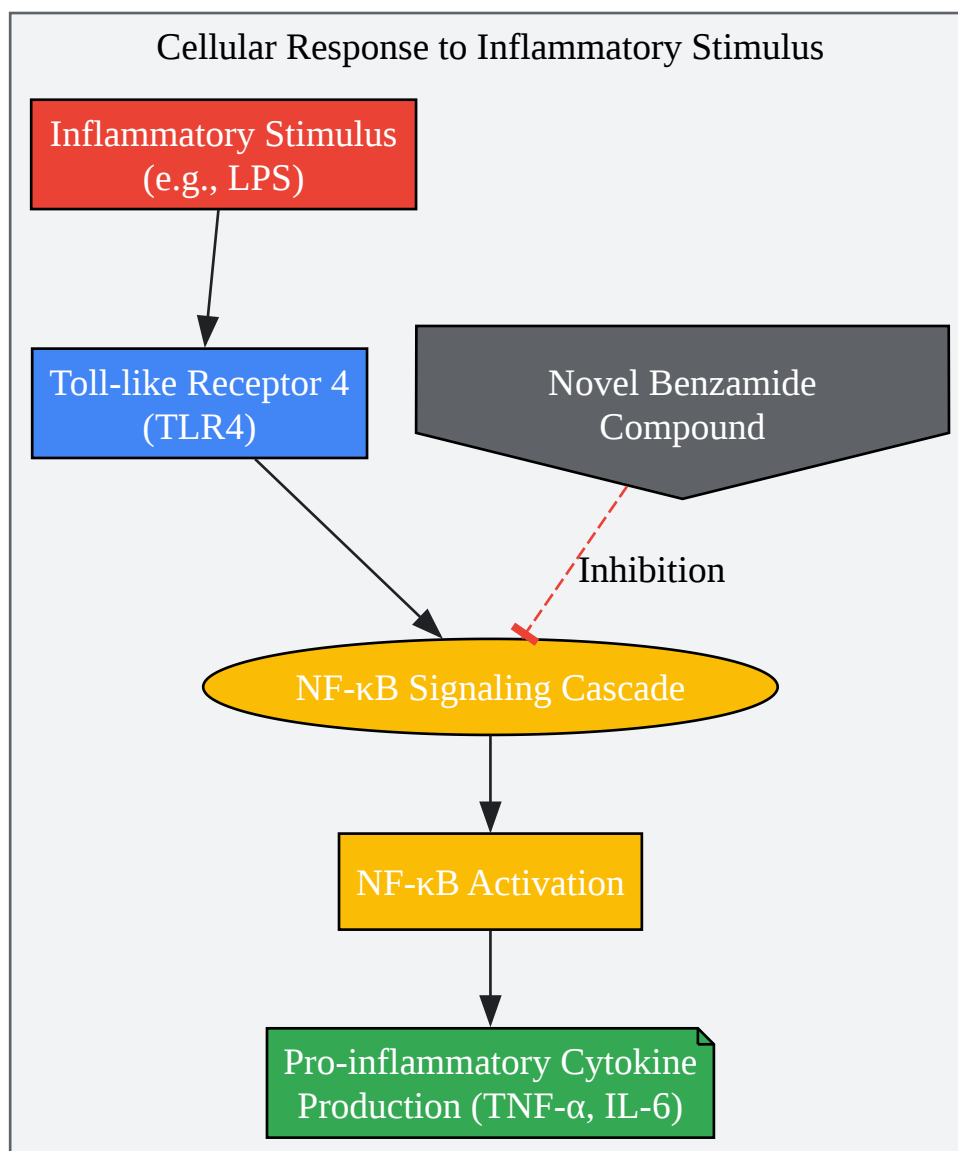 Cellular Response to Inflammatory Stimulus
Inflammatory Stimulus
(e.g., LPS)
Toll-like Receptor 4
(TLR4)
Novel Benzamide
Compound
Inhibition
NF-κB Signaling Cascade
NF-κB Activation
Pro-inflammatory Cytokine
Production (TNF-α, IL-6)